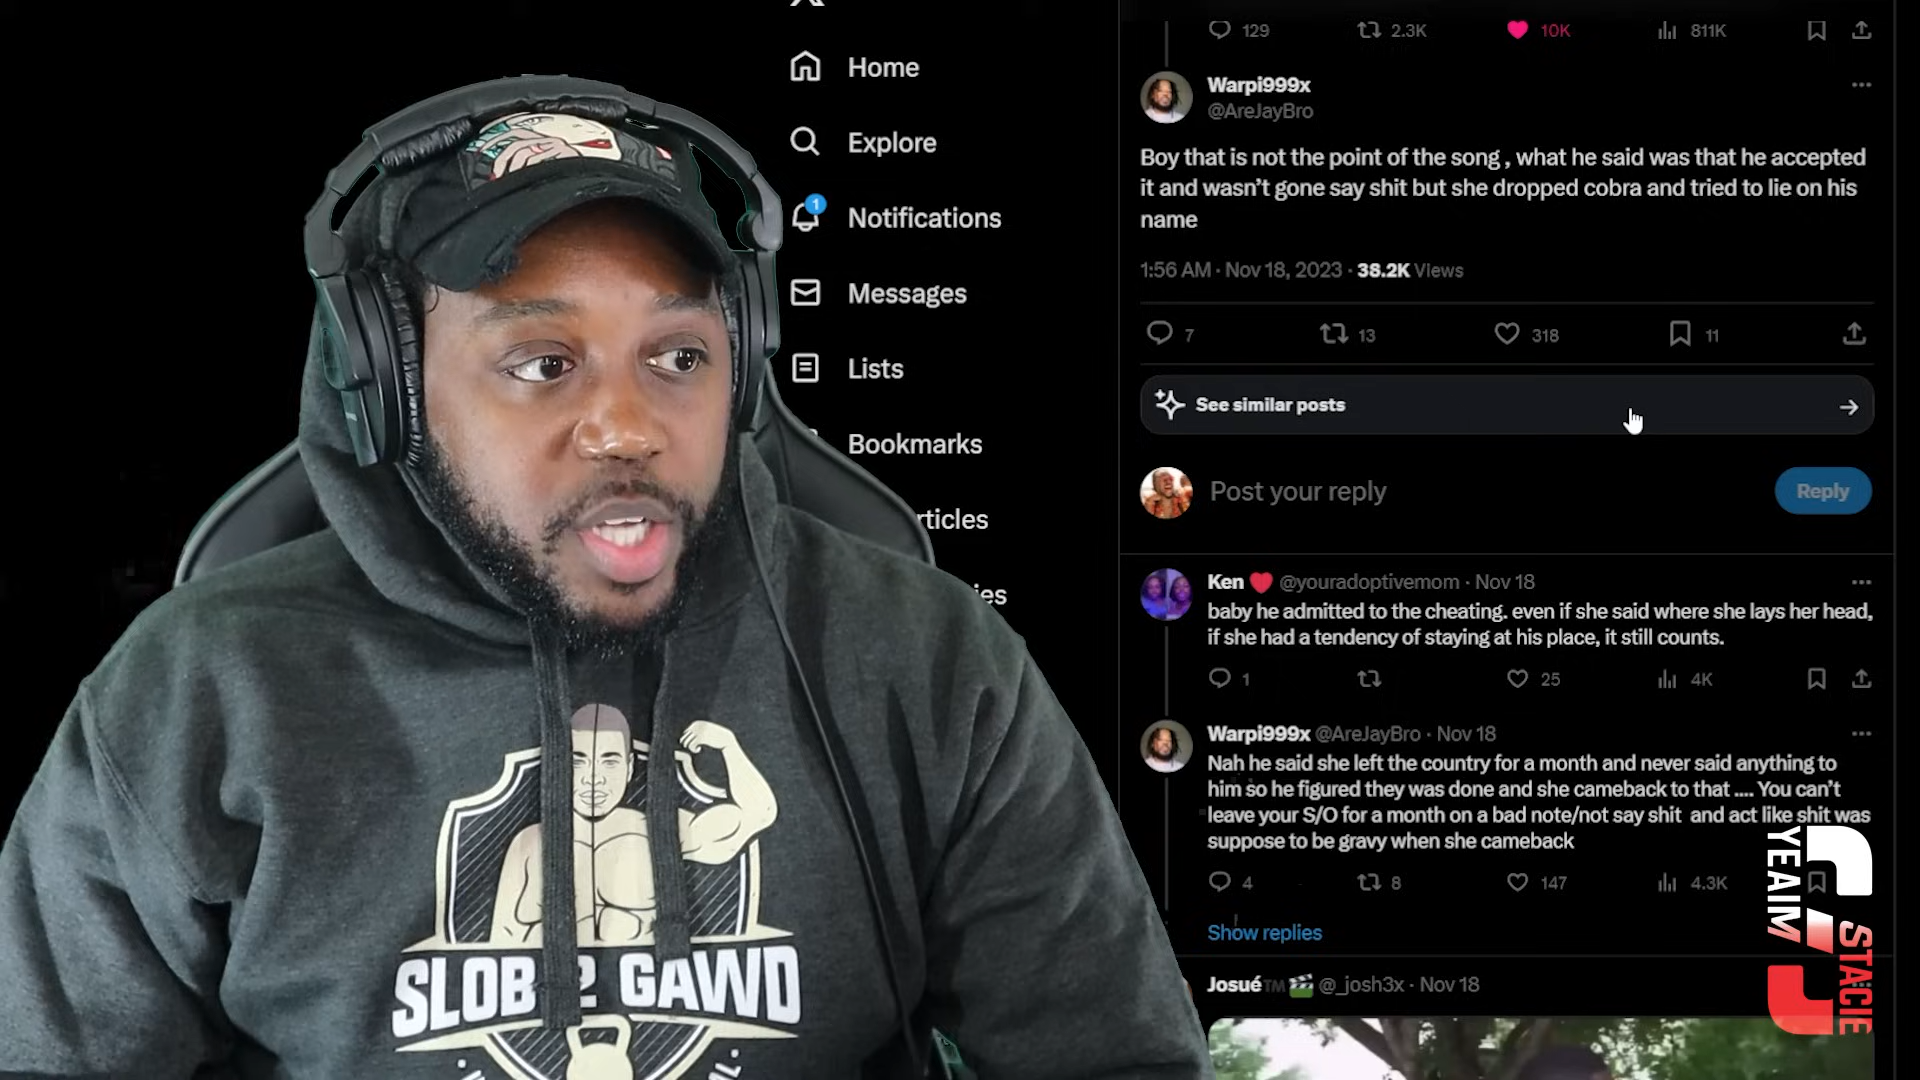 Home
Explore
1
Notifications
Messages
Lists
Bookmarks
rticles
ies
SLOB 2 GAWD
129 2.3K 10K 811K
Warpi999x
@AreJayBro
Boy that is not the point of the song , what he said was that he accepted
it and wasn't gone say shit but she dropped cobra and tried to lie on his
name
1:56 AM · Nov 18, 2023 · 38.2K Views
7 13 318 11
See similar posts
Post your reply
Reply
Ken @youradoptivemom · Nov 18
baby he admitted to the cheating. even if she said where she lays her head,
if she had a tendency of staying at his place, it still counts.
1 25 4K
Warpi999x @AreJayBro · Nov 18
Nah he said she left the country for a month and never said anything to
him so he figured they was done and she cameback to that .... You can't
leave your S/O for a month on a bad note/not say shit and act like shit was
suppose to be gravy when she cameback
4 8 147 4.3K
Show replies
Josué™ @_josh3x · Nov 18
YEAIM
STACIE